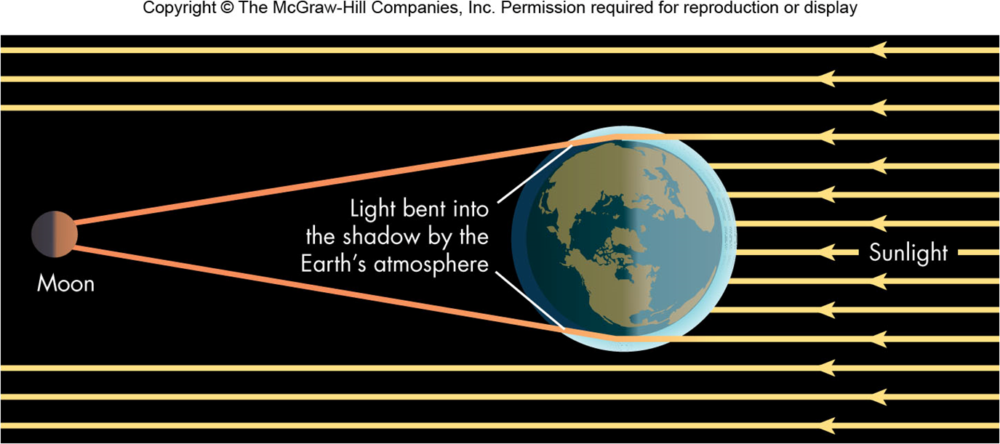 Copyright © The McGraw-Hill Companies, Inc. Permission required for reproduction or display
Light bent into
the shadow by the
Earth's atmosphere
Sunlight
Moon